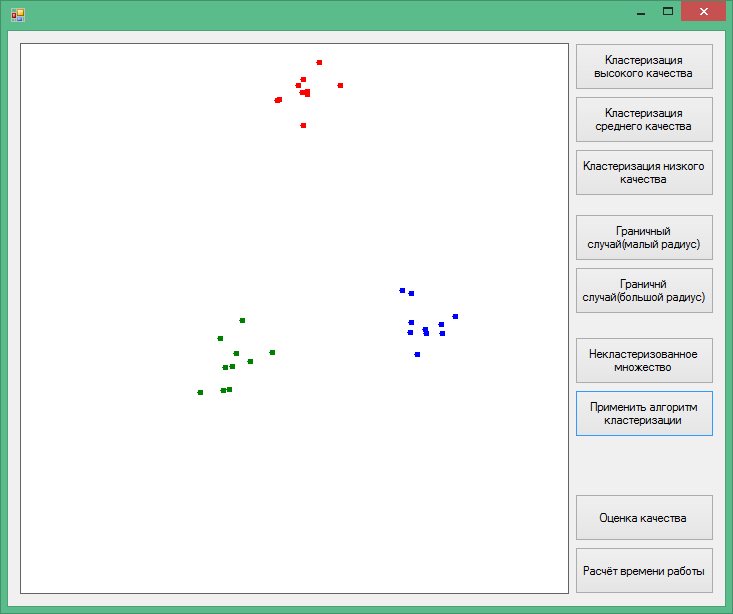 Кластеризация
высокого качества
Кластеризация
среднего качества
Кластеризация низкого
качества
Граничный
случай(малый радиус)
Граничнй
случай(большой радиус)
Некластеризованное
множество
Применить алгоритм
кластеризации
Оценка качества
Расчёт времени работы